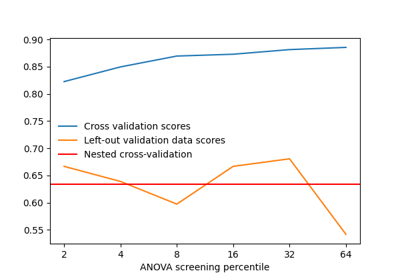 0.90
0.85
0.80
0.75
0.70
0.65
0.60
0.55
Cross validation scores
Left-out validation data scores
Nested cross-validation
2 4 8 16 32 64
ANOVA screening percentile